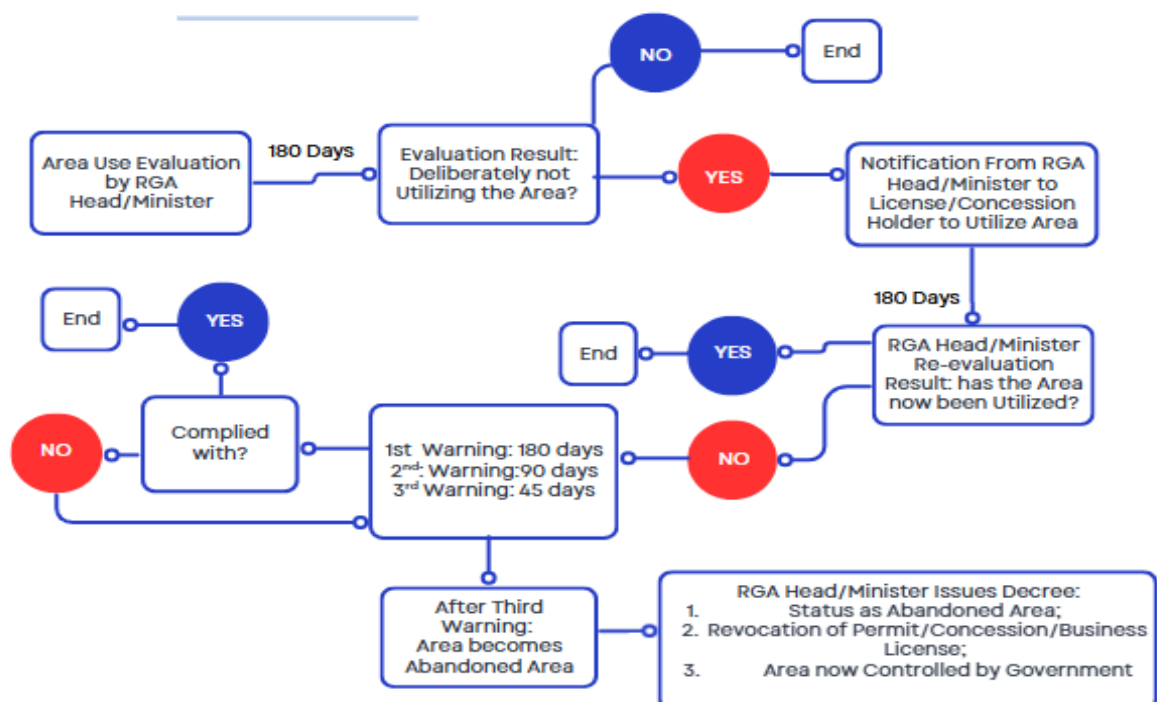 NO
End
Area Use Evaluation
by RGA
Head/Minister
180 Days
Evaluation Result:
Deliberately not
Utilizing the Area?
YES
Notification From RGA
Head/Minister to
License/Concession
Holder to Utilize Area
180 Days
End
YES
End
YES
RGA Head/Minister
Re-evaluation
Result: has the Area
now been Utilized?
NO
Complied
with?
1st Warning: 180 days
2nd: Warning:90 days
3rd Warning: 45 days
NO
After Third
Warning:
Area becomes
Abandoned Area
RGA Head/Minister Issues Decree:
1. Status as Abandoned Area;
2. Revocation of Permit/Concession/Business
License;
3. Area now Controlled by Government